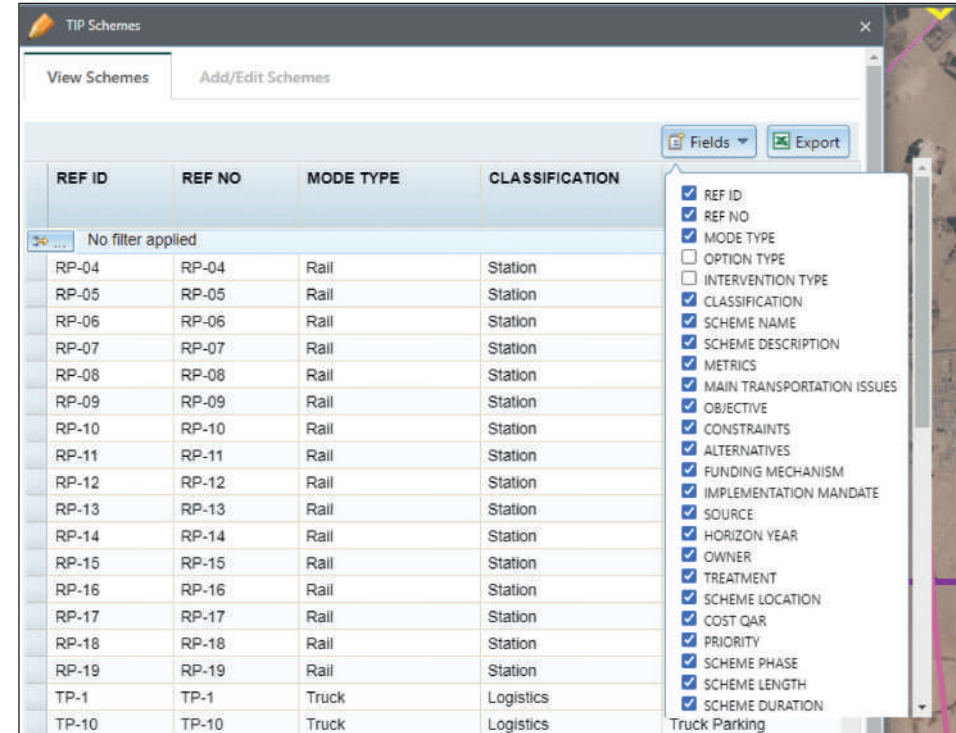 TIP Schemes ×
View Schemes Add/Edit Schemes
Fields Export
REF ID REF NO MODE TYPE CLASSIFICATION
... No filter applied
RP-04 RP-04 Rail Station
RP-05 RP-05 Rail Station
RP-06 RP-06 Rail Station
RP-07 RP-07 Rail Station
RP-08 RP-08 Rail Station
RP-09 RP-09 Rail Station
RP-10 RP-10 Rail Station
RP-11 RP-11 Rail Station
RP-12 RP-12 Rail Station
RP-13 RP-13 Rail Station
RP-14 RP-14 Rail Station
RP-15 RP-15 Rail Station
RP-16 RP-16 Rail Station
RP-17 RP-17 Rail Station
RP-18 RP-18 Rail Station
RP-19 RP-19 Rail Station
TP-1 TP-1 Truck Logistics
TP-10 TP-10 Truck Logistics Truck Parking
REF ID
REF NO
MODE TYPE
OPTION TYPE
INTERVENTION TYPE
CLASSIFICATION
SCHEME NAME
SCHEME DESCRIPTION
METRICS
MAIN TRANSPORTATION ISSUES
OBJECTIVE
CONSTRAINTS
ALTERNATIVES
FUNDING MECHANISM
IMPLEMENTATION MANDATE
SOURCE
HORIZON YEAR
OWNER
TREATMENT
SCHEME LOCATION
COST QAR
PRIORITY
SCHEME PHASE
SCHEME LENGTH
SCHEME DURATION